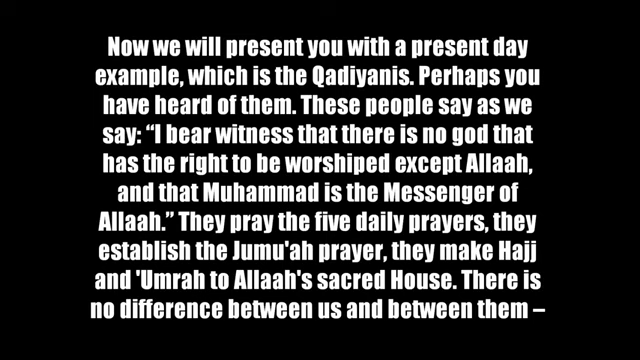 Now we will present you with a present day
example, which is the Qadiyanis. Perhaps you
have heard of them. These people say as we
say: “I bear witness that there is no god that
has the right to be worshiped except Allaah,
and that Muhammad is the Messenger of
Allaah.” They pray the five daily prayers, they
establish the Jumu'ah prayer, they make Hajj
and 'Umrah to Allaah's sacred House. There is
no difference between us and between them –